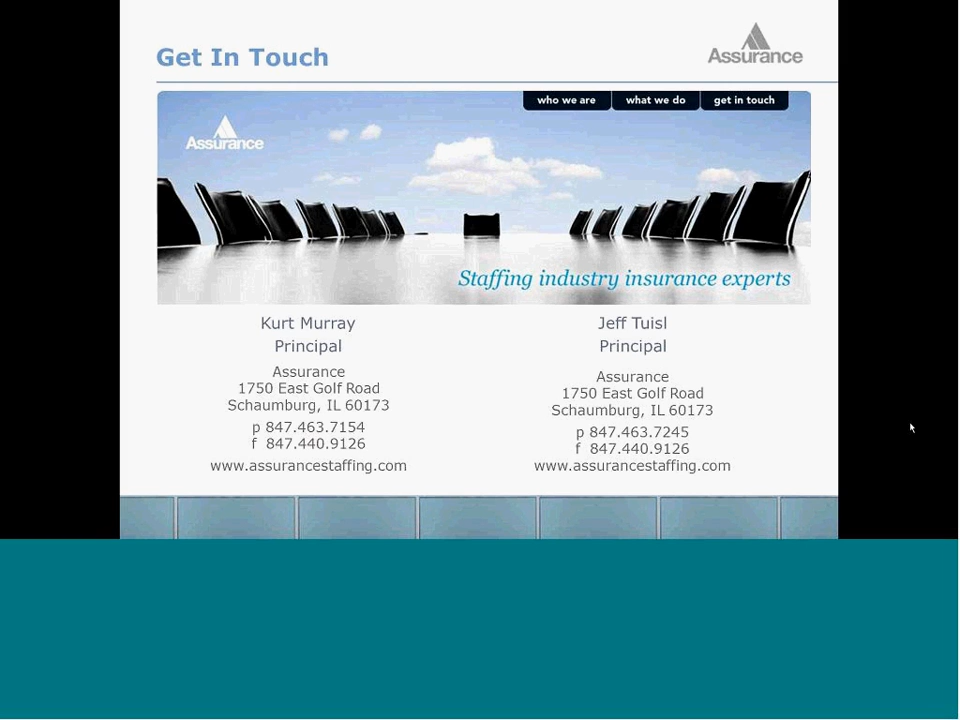 Get In Touch
Assurance
who we are
what we do
get in touch
Assurance
Staffing industry insurance experts
Kurt Murray
Principal
Assurance
1750 East Golf Road
Schaumburg, IL 60173
p 847.463.7154
f 847.440.9126
www.assurancestaffing.com
Jeff Tuisl
Principal
Assurance
1750 East Golf Road
Schaumburg, IL 60173
p 847.463.7245
f 847.440.9126
www.assurancestaffing.com